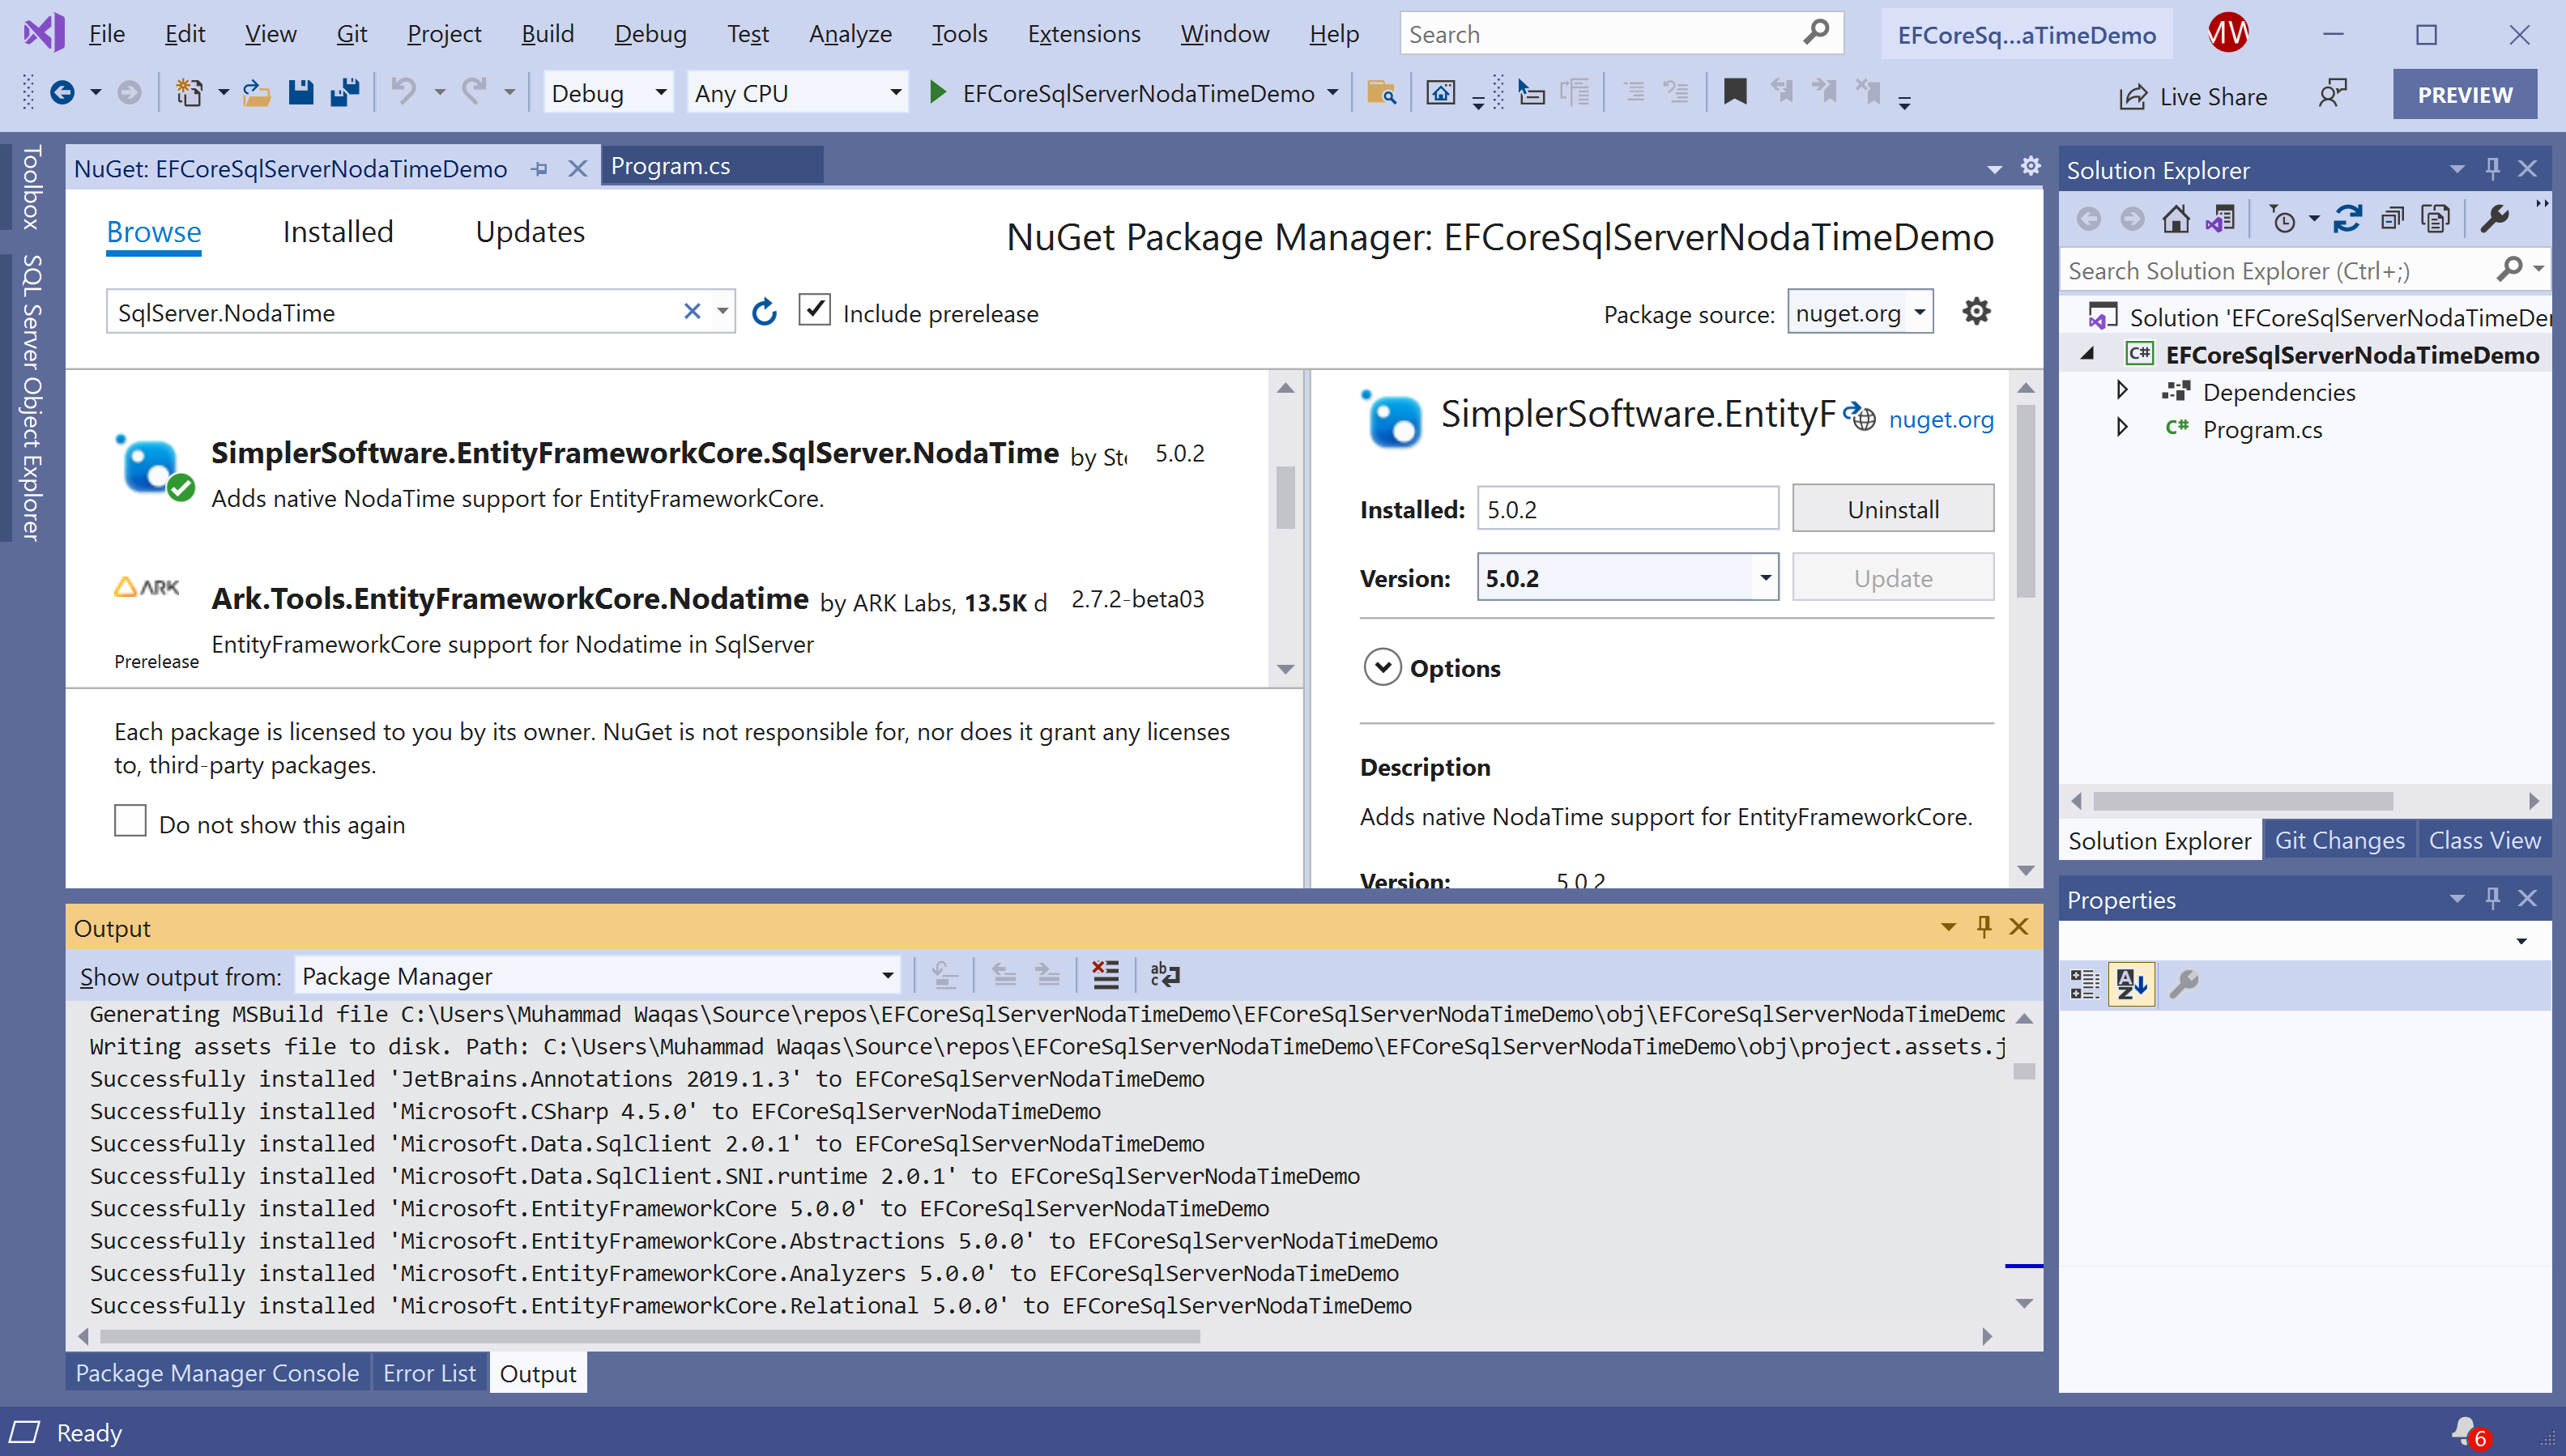 File Edit View Git Project Build Debug Test Analyze Tools Extensions Window Help Search EFCoreSq...aTimeDemo MW
Debug Any CPU EFCoreSqlServerNodaTimeDemo Live Share PREVIEW
Toolbox
SQL Server Object Explorer
NuGet: EFCoreSqlServerNodaTimeDemo Program.cs
Browse Installed Updates NuGet Package Manager: EFCoreSqlServerNodaTimeDemo
SqlServer.NodaTime Include prerelease Package source: nuget.org
SimplerSoftware.EntityFrameworkCore.SqlServer.NodaTime by Ste 5.0.2
Adds native NodaTime support for EntityFrameworkCore.
ARK
Ark.Tools.EntityFrameworkCore.Nodatime by ARK Labs, 13.5K d 2.7.2-beta03
EntityFrameworkCore support for Nodatime in SqlServer
Prerelease
Each package is licensed to you by its owner. NuGet is not responsible for, nor does it grant any licenses
to, third-party packages.
Do not show this again
SimplerSoftware.EntityF nuget.org
Installed: 5.0.2 Uninstall
Version: 5.0.2 Update
Options
Description
Adds native NodaTime support for EntityFrameworkCore.
Version: 5.0.2
Output
Show output from: Package Manager
Generating MSBuild file C:\Users\Muhammad Waqas\Source\repos\EFCoreSqlServerNodaTimeDemo\EFCoreSqlServerNodaTimeDemo\obj\EFCoreSqlServerNodaTimeDemo
Writing assets file to disk. Path: C:\Users\Muhammad Waqas\Source\repos\EFCoreSqlServerNodaTimeDemo\EFCoreSqlServerNodaTimeDemo\obj\project.assets.j
Successfully installed 'JetBrains.Annotations 2019.1.3' to EFCoreSqlServerNodaTimeDemo
Successfully installed 'Microsoft.CSharp 4.5.0' to EFCoreSqlServerNodaTimeDemo
Successfully installed 'Microsoft.Data.SqlClient 2.0.1' to EFCoreSqlServerNodaTimeDemo
Successfully installed 'Microsoft.Data.SqlClient.SNI.runtime 2.0.1' to EFCoreSqlServerNodaTimeDemo
Successfully installed 'Microsoft.EntityFrameworkCore 5.0.0' to EFCoreSqlServerNodaTimeDemo
Successfully installed 'Microsoft.EntityFrameworkCore.Abstractions 5.0.0' to EFCoreSqlServerNodaTimeDemo
Successfully installed 'Microsoft.EntityFrameworkCore.Analyzers 5.0.0' to EFCoreSqlServerNodaTimeDemo
Successfully installed 'Microsoft.EntityFrameworkCore.Relational 5.0.0' to EFCoreSqlServerNodaTimeDemo
Package Manager Console Error List Output
Solution Explorer
Search Solution Explorer (Ctrl+;)
Solution 'EFCoreSqlServerNodaTimeDe
C# EFCoreSqlServerNodaTimeDemo
Dependencies
C# Program.cs
Solution Explorer Git Changes Class View
Properties
Ready 6